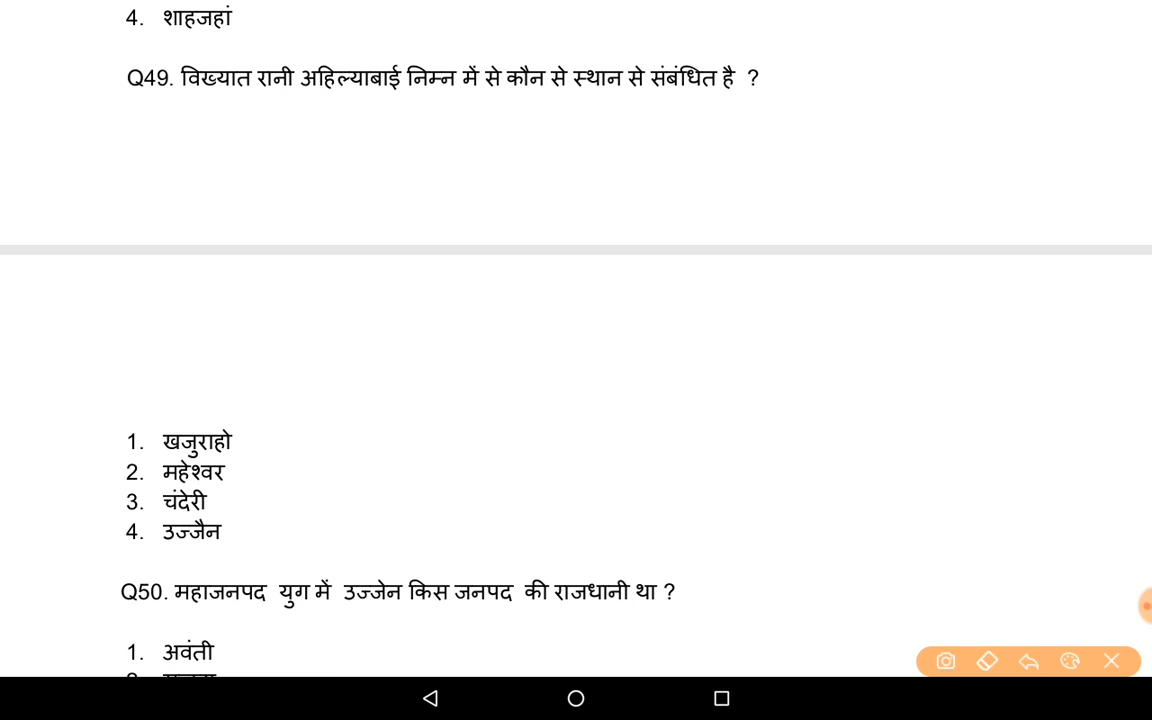 4. शाहजहां
Q49. विख्यात रानी अहिल्याबाई निम्न में से कौन से स्थान से संबंधित है ?
1. खजुराहो
2. महेश्वर
3. चंदेरी
4. उज्जैन
Q50. महाजनपद युग में उज्जेन किस जनपद की राजधानी था ?
1. अवंती